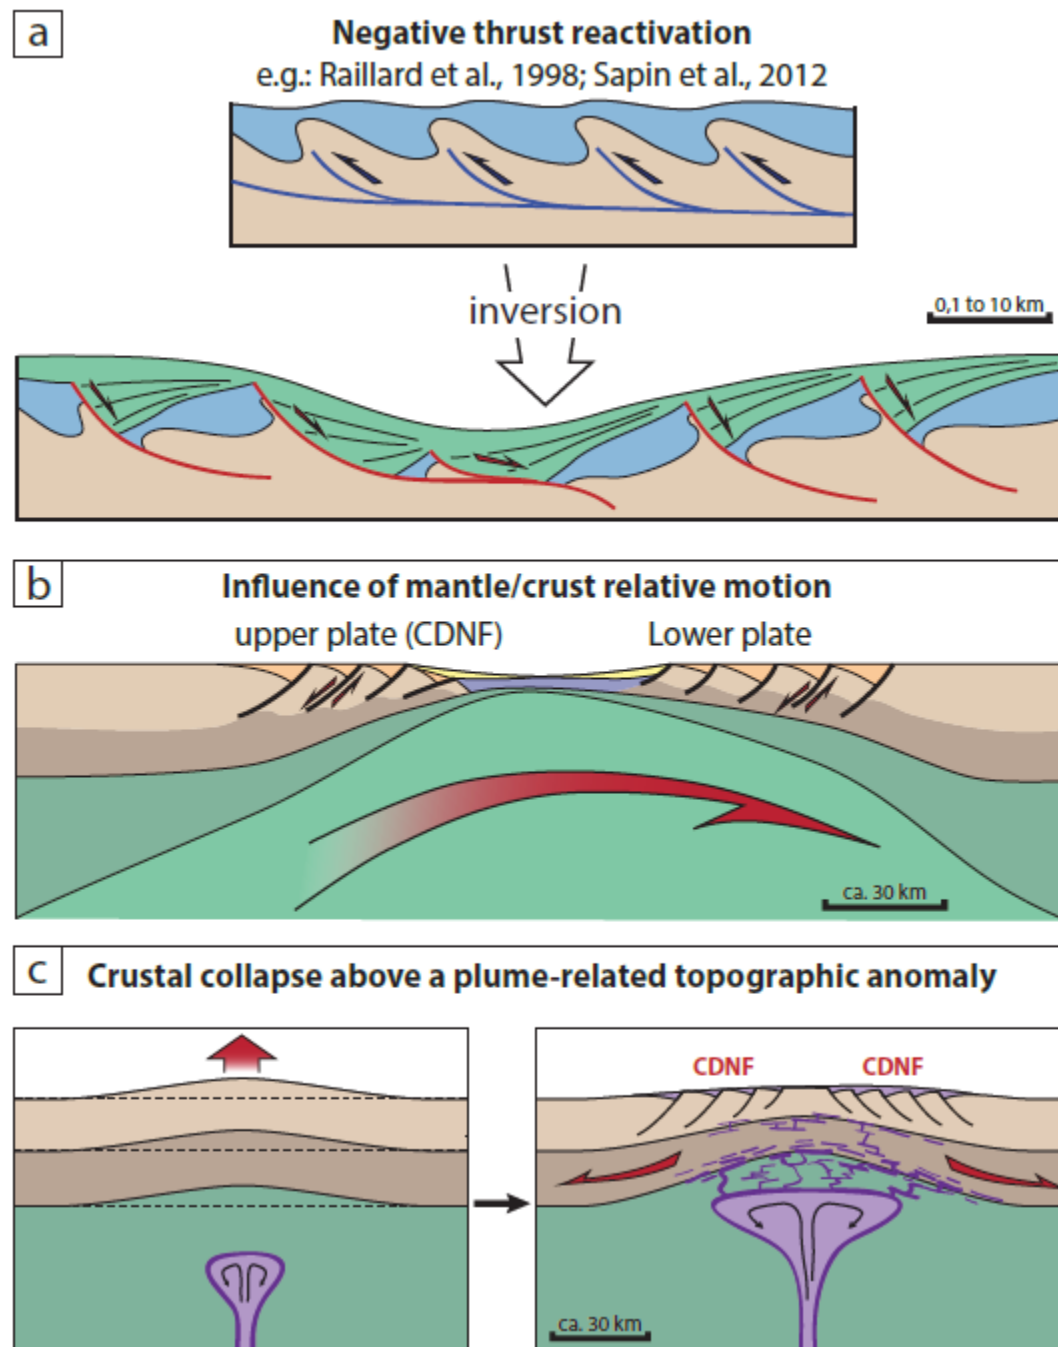 a
Negative thrust reactivation
e.g.: Raillard et al., 1998; Sapin et al., 2012
inversion
0,1 to 10 km
b
Influence of mantle/crust relative motion
upper plate (CDNF)
Lower plate
ca. 30 km
c
Crustal collapse above a plume-related topographic anomaly
CDNF
CDNF
ca. 30 km